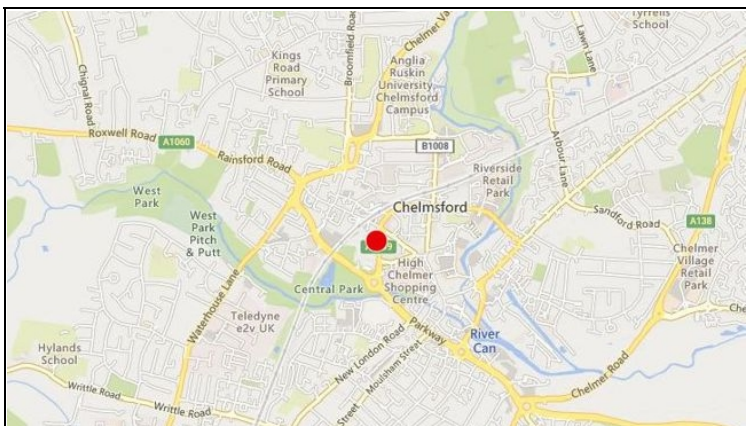 Tyrrells
School
Lawn Lane
Chelmer Va
Broomfield Road
Chignal Road
Kings
Road
Primary
School
Anglia
Ruskin
University
Chelmsford
Campus
Roxwell Road
A1060
Rainsford Road
B1008
Arbour Lane
Riverside
Retail
Park
West
Park
West
Park
Pitch
& Putt
Chelmsford
Sandford Road
A138
Chelmer
Village
Retail
Park
High
Chelmer
Shopping
Centre
Central Park
Waterhouse Lane
Teledyne
e2v UK
Parkway
River
Can
Chelm
Hylands
School
New London Road
Moulsham Street
Chelmer Road
Writtle Road
Writtle Road
Street